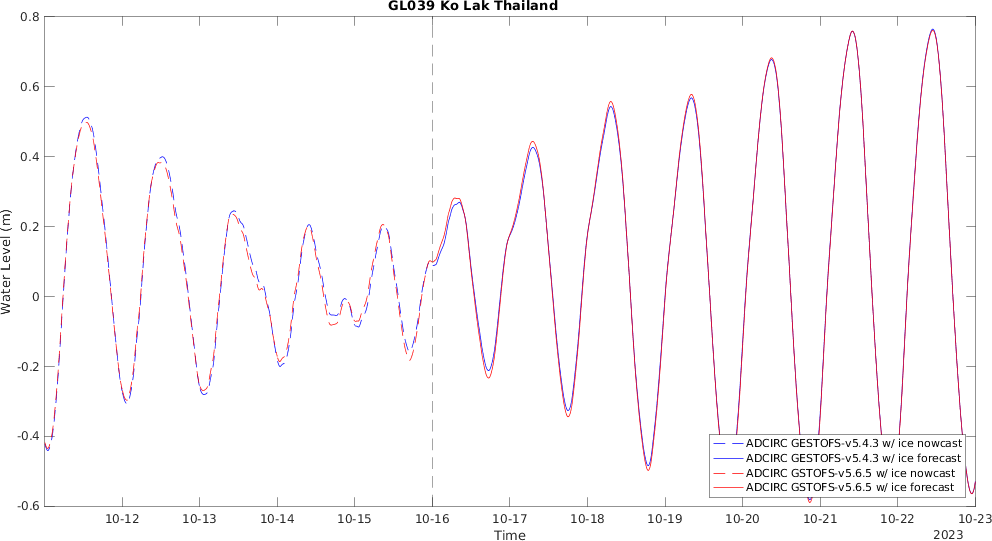 GL039 Ko Lak Thailand
0.8
0.6
0.4
0.2
0
-0.2
-0.4
-0.6
Water Level (m)
ADCIRC GESTOFS-v5.4.3 w/ ice nowcast
ADCIRC GESTOFS-v5.4.3 w/ ice forecast
ADCIRC GSTOFS-v5.6.5 w/ ice nowcast
ADCIRC GSTOFS-v5.6.5 w/ ice forecast
10-12 10-13 10-14 10-15 10-16 10-17 10-18 10-19 10-20 10-21 10-22 10-23
Time
2023